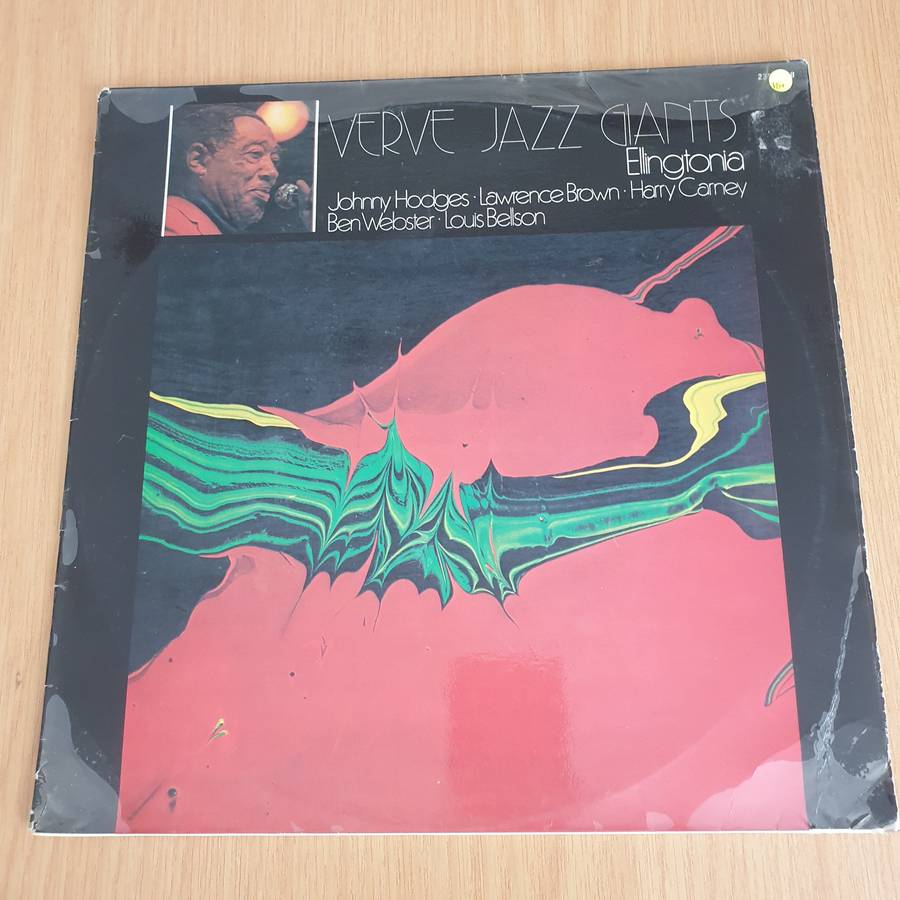 VERVE JAZZ GIANTS
Ellingtonia
Johnny Hodges · Lawrence Brown · Harry Carney
Ben Webster · Louis Bellson